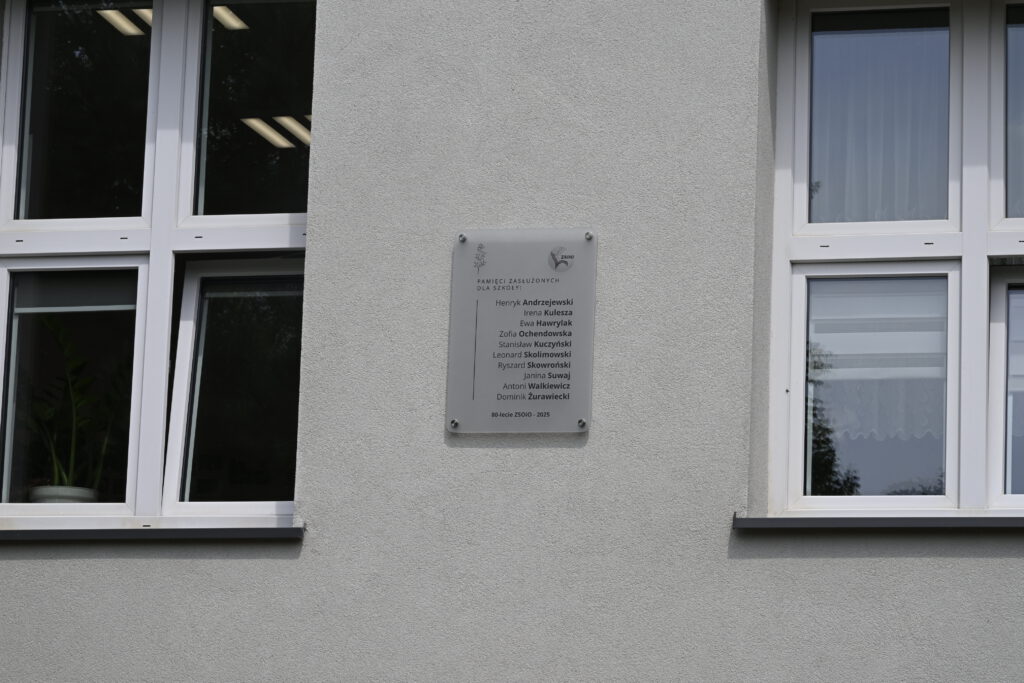 ZSOIO
PAMIĘCI ZASŁUŻONYCH
DLA SZKOŁY:
Henryk Andrzejewski
Irena Kulesza
Ewa Hawrylak
Zofia Ochendowska
Stanisław Kuczyński
Leonard Skolimowski
Ryszard Skowroński
Janina Suwaj
Antoni Walkiewicz
Dominik Żurawiecki
80-lecie ZSOIO - 2025